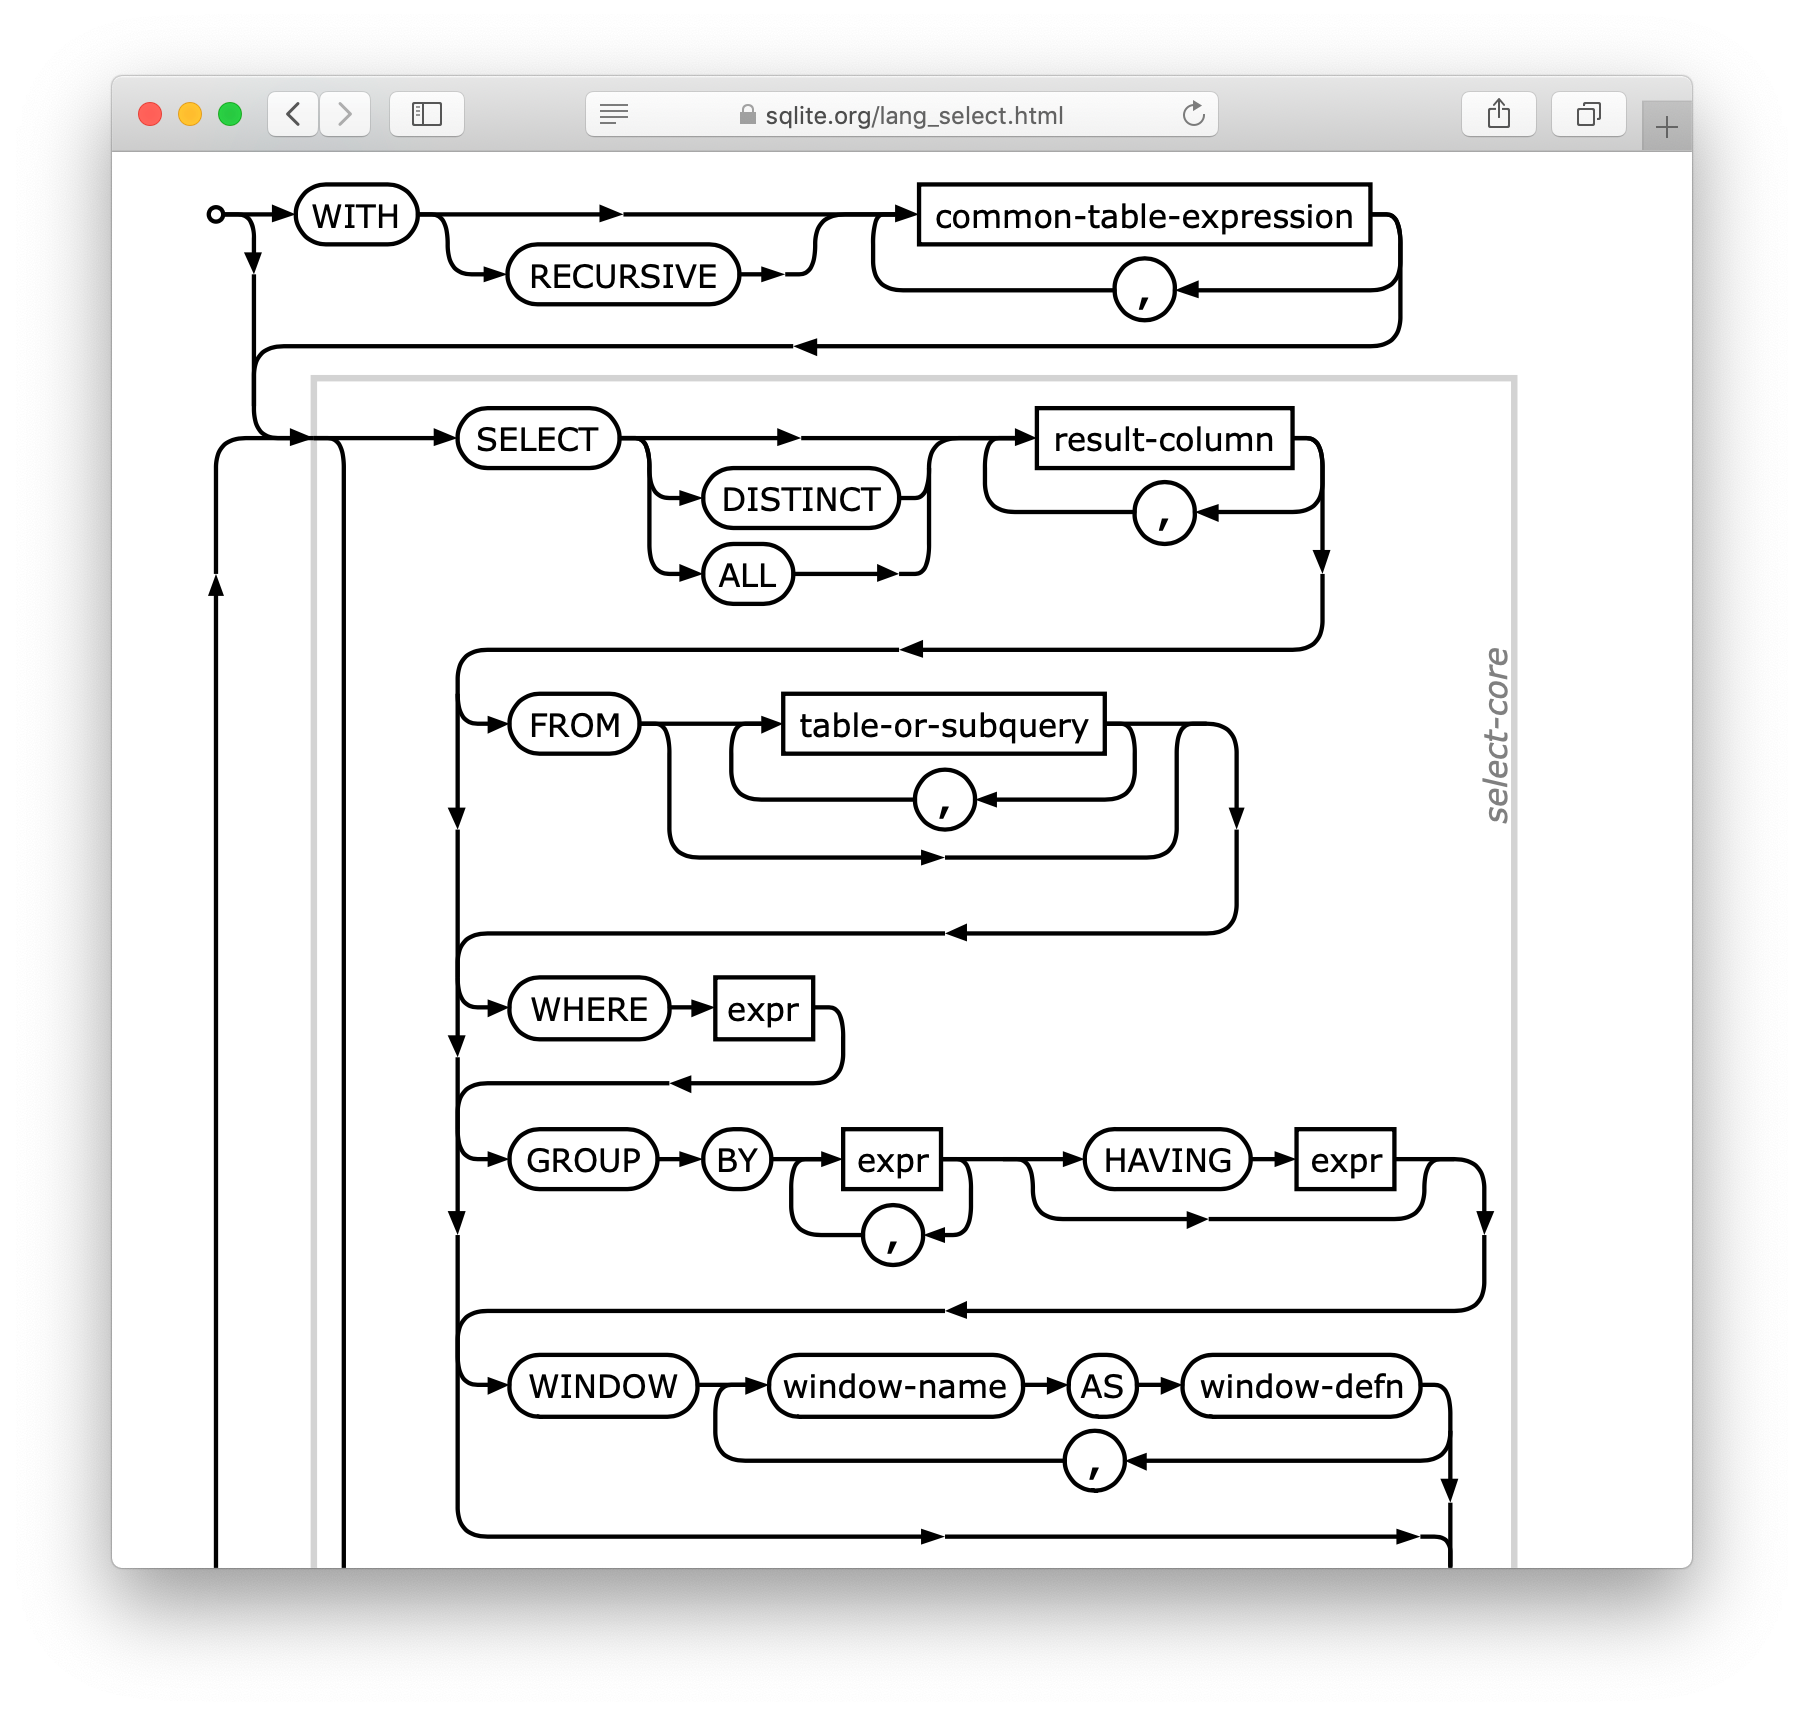 sqlite.org/lang_select.html
WITH
common-table-expression
RECURSIVE
,
SELECT
result-column
DISTINCT
,
ALL
select-core
FROM
table-or-subquery
,
WHERE expr
GROUP BY expr HAVING expr
,
WINDOW window-name AS window-defn
,